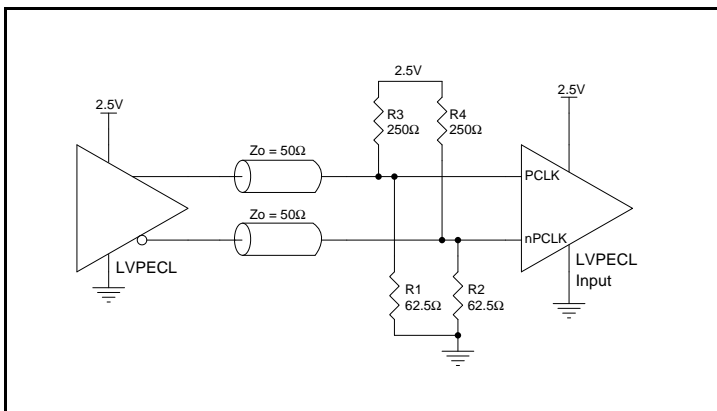 2.5V
2.5V
2.5V
R3
250Ω
R4
250Ω
Zo = 50Ω
PCLK
Zo = 50Ω
nPCLK
LVPECL
LVPECL
Input
R1
62.5Ω
R2
62.5Ω